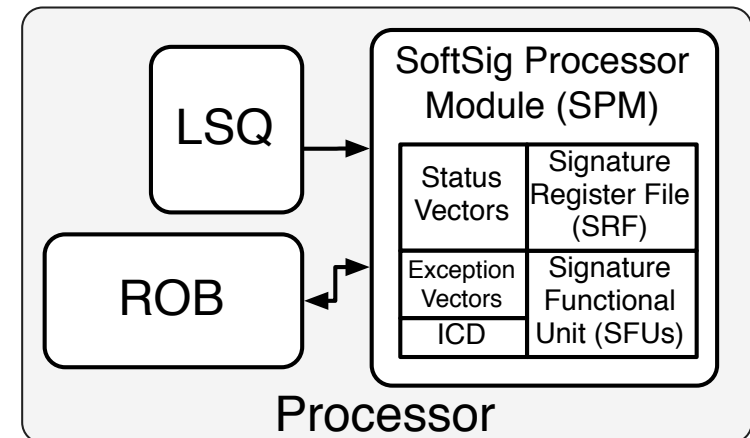 LSQ
ROB
SoftSig Processor
Module (SPM)
Status
Vectors
Signature
Register File
(SRF)
Exception
Vectors
ICD
Signature
Functional
Unit (SFUs)
Processor